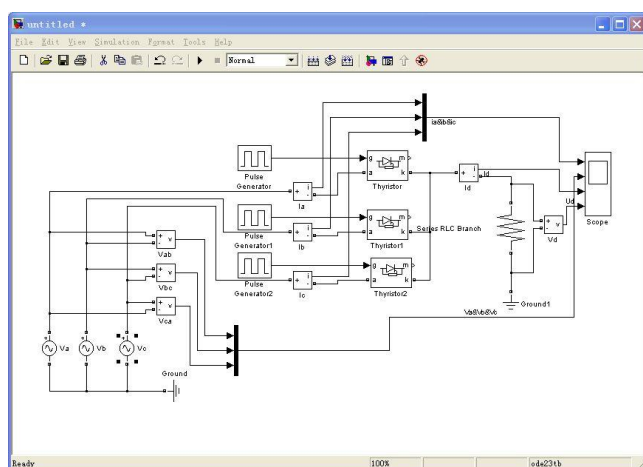 untitled *
File Edit View Simulation Format Tools Help
Normal
ia&ib&ic
g m
a k
Thyristor
Pulse
Generator
+ i
-
Ia
+ i
-
Id
Id
Scope
g m
a k
Thyristor1
Pulse
Generator1
+ i
-
Ib
Series RLC Branch
Ud
+ v
-
Vd
g m
a k
Thyristor2
Pulse
Generator2
+ i
-
Ic
+ v
-
Vab
+ v
-
Vbc
+ v
-
Vca
Ground1
Va&Vb&Vc
Va
Vb
Vc
Ground
Ready 100% ode23tb